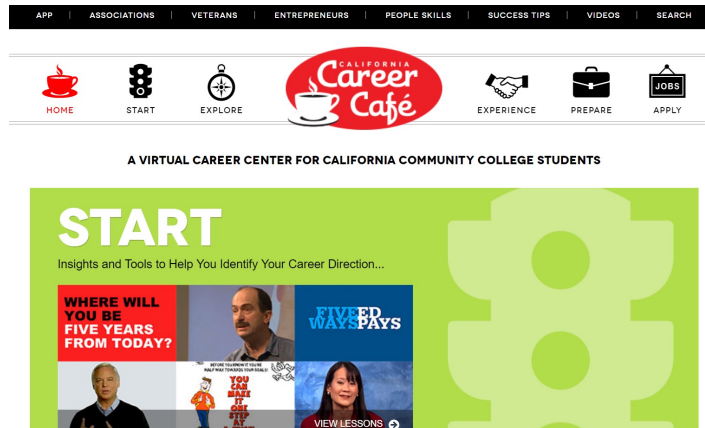 APP | ASSOCIATIONS | VETERANS | ENTREPRENEURS | PEOPLE SKILLS | SUCCESS TIPS | VIDEOS | SEARCH
CALIFORNIA
Career
Café
JOBS
HOME START EXPLORE EXPERIENCE PREPARE APPLY
A VIRTUAL CAREER CENTER FOR CALIFORNIA COMMUNITY COLLEGE STUDENTS
START
Insights and Tools to Help You Identify Your Career Direction...
WHERE WILL
YOU BE
FIVE YEARS
FROM TODAY?
FIVE ED
WAYS PAYS
BEFORE YOU KNOW IT YOU'RE
HALF WAY TOWARDS YOUR GOALS!
YOU
CAN
MAKE
IT
ONE
STEP
AT
VIEW LESSONS